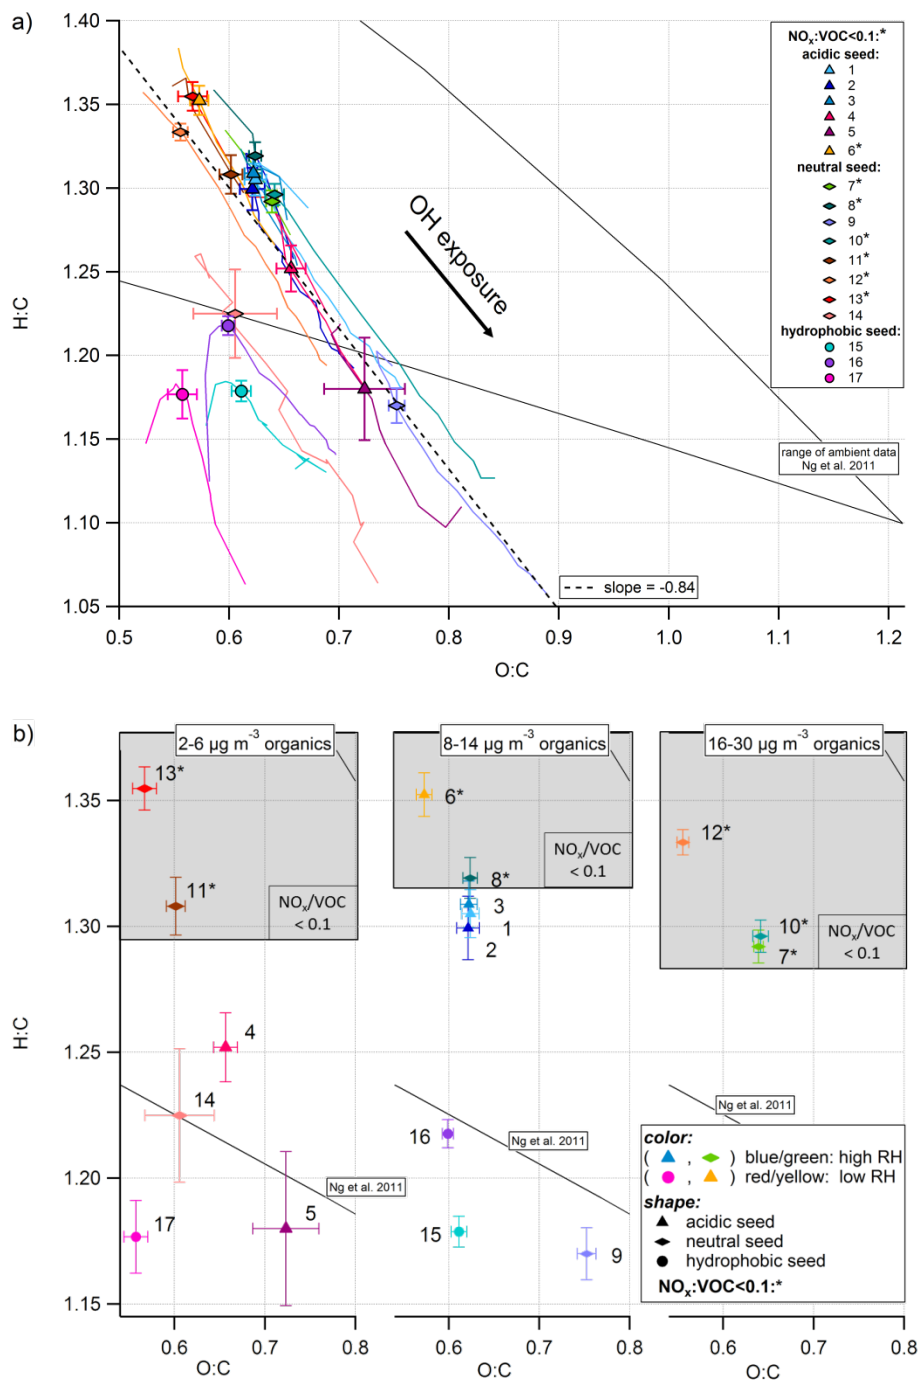 a)
1.40
1.35
1.30
1.25
1.20
1.15
1.10
1.05
H:C
0.5
0.6
0.7
0.8
0.9
1.0
1.1
1.2
O:C
OH exposure
NOx:VOC<0.1:*
acidic seed:
1
2
3
4
5
6*
neutral seed:
7*
8*
9
10*
11*
12*
13*
14
hydrophobic seed:
15
16
17
range of ambient data
Ng et al. 2011
slope = -0.84
b)
2-6 µg m-3 organics
8-14 µg m-3 organics
16-30 µg m-3 organics
1.35
1.30
1.25
1.20
1.15
H:C
13*
11*
NOx/VOC
< 0.1
4
14
Ng et al. 2011
17
5
6*
NOx/VOC
< 0.1
8*
3
1
2
16
Ng et al. 2011
15
9
12*
10*
7*
NOx/VOC
< 0.1
Ng et al. 2011
color:
( , ) blue/green: high RH
( , ) red/yellow: low RH
shape:
acidic seed
neutral seed
hydrophobic seed
NOx:VOC<0.1:*
0.6
0.7
0.8
O:C
0.6
0.7
0.8
O:C
0.6
0.7
0.8
O:C